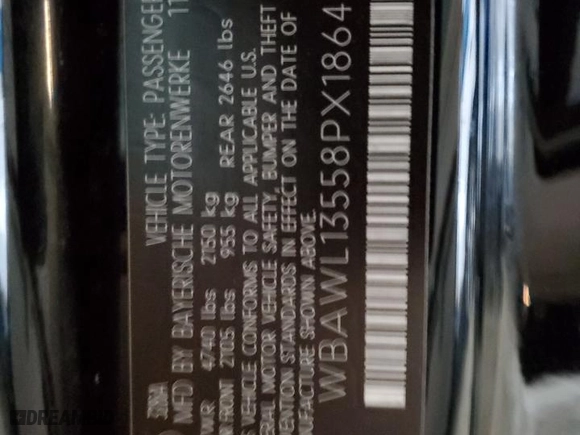 VEHICLE TYPE: PASSENGER
MFD BY BAYERISCHE MOTORENWERKE 11
4740 lbs 2150 kg
FRONT 2105 lbs 955 kg REAR 2646 lbs
VEHICLE CONFORMS TO ALL APPLICABLE U.S.
MOTOR VEHICLE SAFETY, BUMPER AND THEFT
STANDARDS IN EFFECT ON THE DATE OF
SHOWN ABOVE.
WBAWL13558PX1864